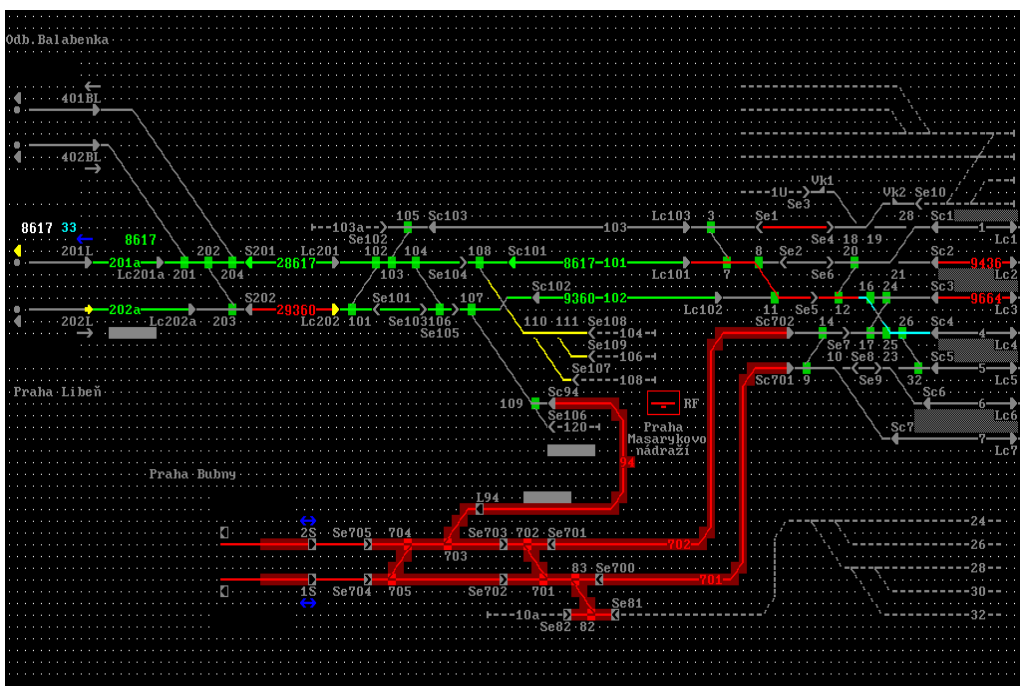 Odb.Balabenka
401BL
402BL
1U
Vk1
Se3
Vk2 Se10
105 Sc103
103a
Se102
103
Lc103 3 Se1
Se4 18 19
28 Sc1
1
Lc1
8617 33
8617
201L
201a
Lc201a
201
202
204
S201
28617
Lc201
102
103
104
Se104
108
Sc101
8617-101
Lc101
7
8 Se2
Se6
20
Sc2
9436
Lc2
202L
202a
Lc202a
203
S202
29360
Lc202
101
Se101
Se103
106
Se105
107
Sc102
9360-102
Lc102
11
Se5
12
16 24
21
Sc3
9664
Lc3
110 111 Se108
104
Se109
106
Se107
108
Sc702
14
Se7
17
25
26
Sc4
4
Lc4
Sc701
9
10 Se8 23
Se9
32
Sc5
5
Lc5
Praha Libeň
109
Sc94
Se106
120
RF
Praha
Masarykovo
nádraží
94
Sc6
6
Lc6
Sc7
7
Lc7
Praha Bubny
L94
2S Se705 704
703
Se703 702 Se701
702
1S Se704 705
Se702 701
83 Se700
701
10a
Se82 82
Se81
24
26
28
30
32